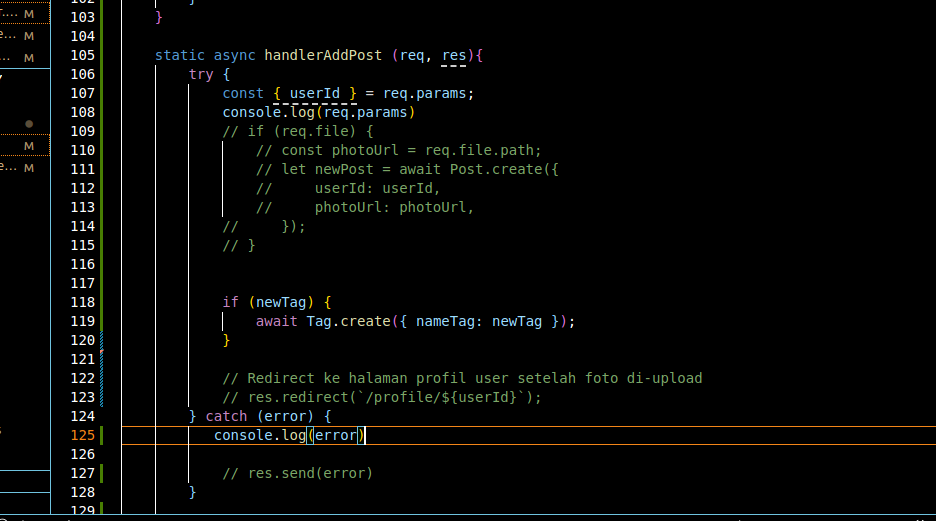 102 }
r.... M
103 }
e... M
104
... M
105 static async handlerAddPost (req, res){
106 try {
107 const { userId } = req.params;
108 console.log(req.params)
109 // if (req.file) {
M
110 // const photoUrl = req.file.path;
e... M
111 // let newPost = await Post.create({
112 // userId: userId,
113 // photoUrl: photoUrl,
114 // });
115 // }
116
117
118 if (newTag) {
119 await Tag.create({ nameTag: newTag });
120 }
121
122 // Redirect ke halaman profil user setelah foto di-upload
123 // res.redirect(`/profile/${userId}`);
124 } catch (error) {
125 console.log(error)
126
127 // res.send(error)
128 }
129